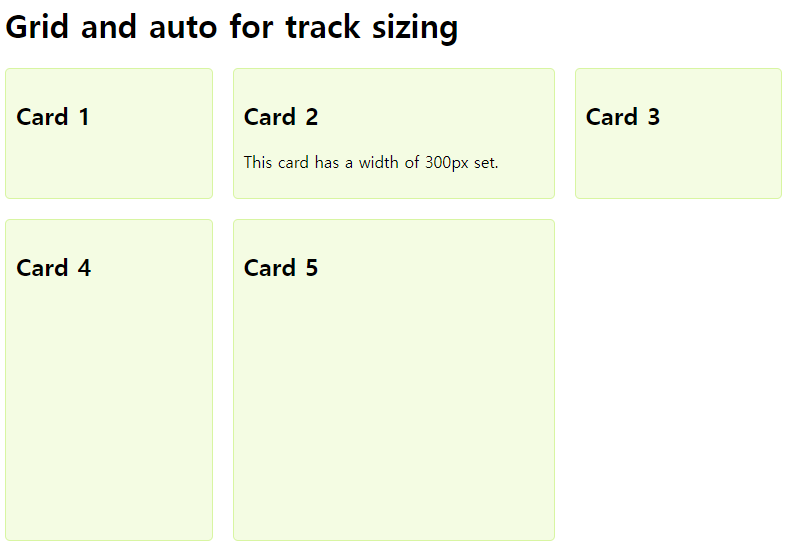 Grid and auto for track sizing
Card 1
Card 2
Card 3
This card has a width of 300px set.
Card 4
Card 5